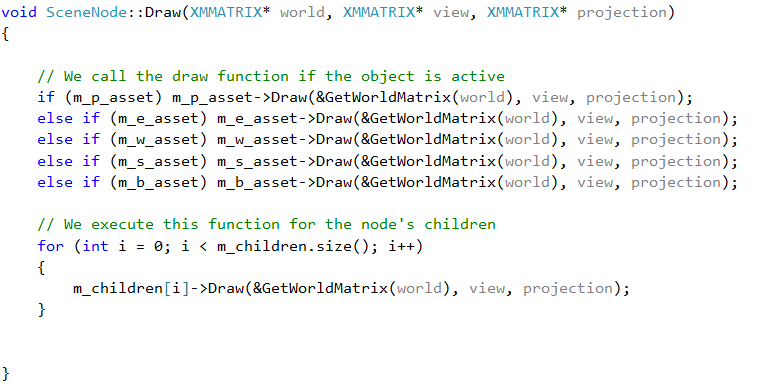 void SceneNode::Draw(XMMATRIX* world, XMMATRIX* view, XMMATRIX* projection)
{
// We call the draw function if the object is active
if (m_p_asset) m_p_asset->Draw(&GetWorldMatrix(world), view, projection);
else if (m_e_asset) m_e_asset->Draw(&GetWorldMatrix(world), view, projection);
else if (m_w_asset) m_w_asset->Draw(&GetWorldMatrix(world), view, projection);
else if (m_s_asset) m_s_asset->Draw(&GetWorldMatrix(world), view, projection);
else if (m_b_asset) m_b_asset->Draw(&GetWorldMatrix(world), view, projection);
// We execute this function for the node's children
for (int i = 0; i < m_children.size(); i++)
{
m_children[i]->Draw(&GetWorldMatrix(world), view, projection);
}
}